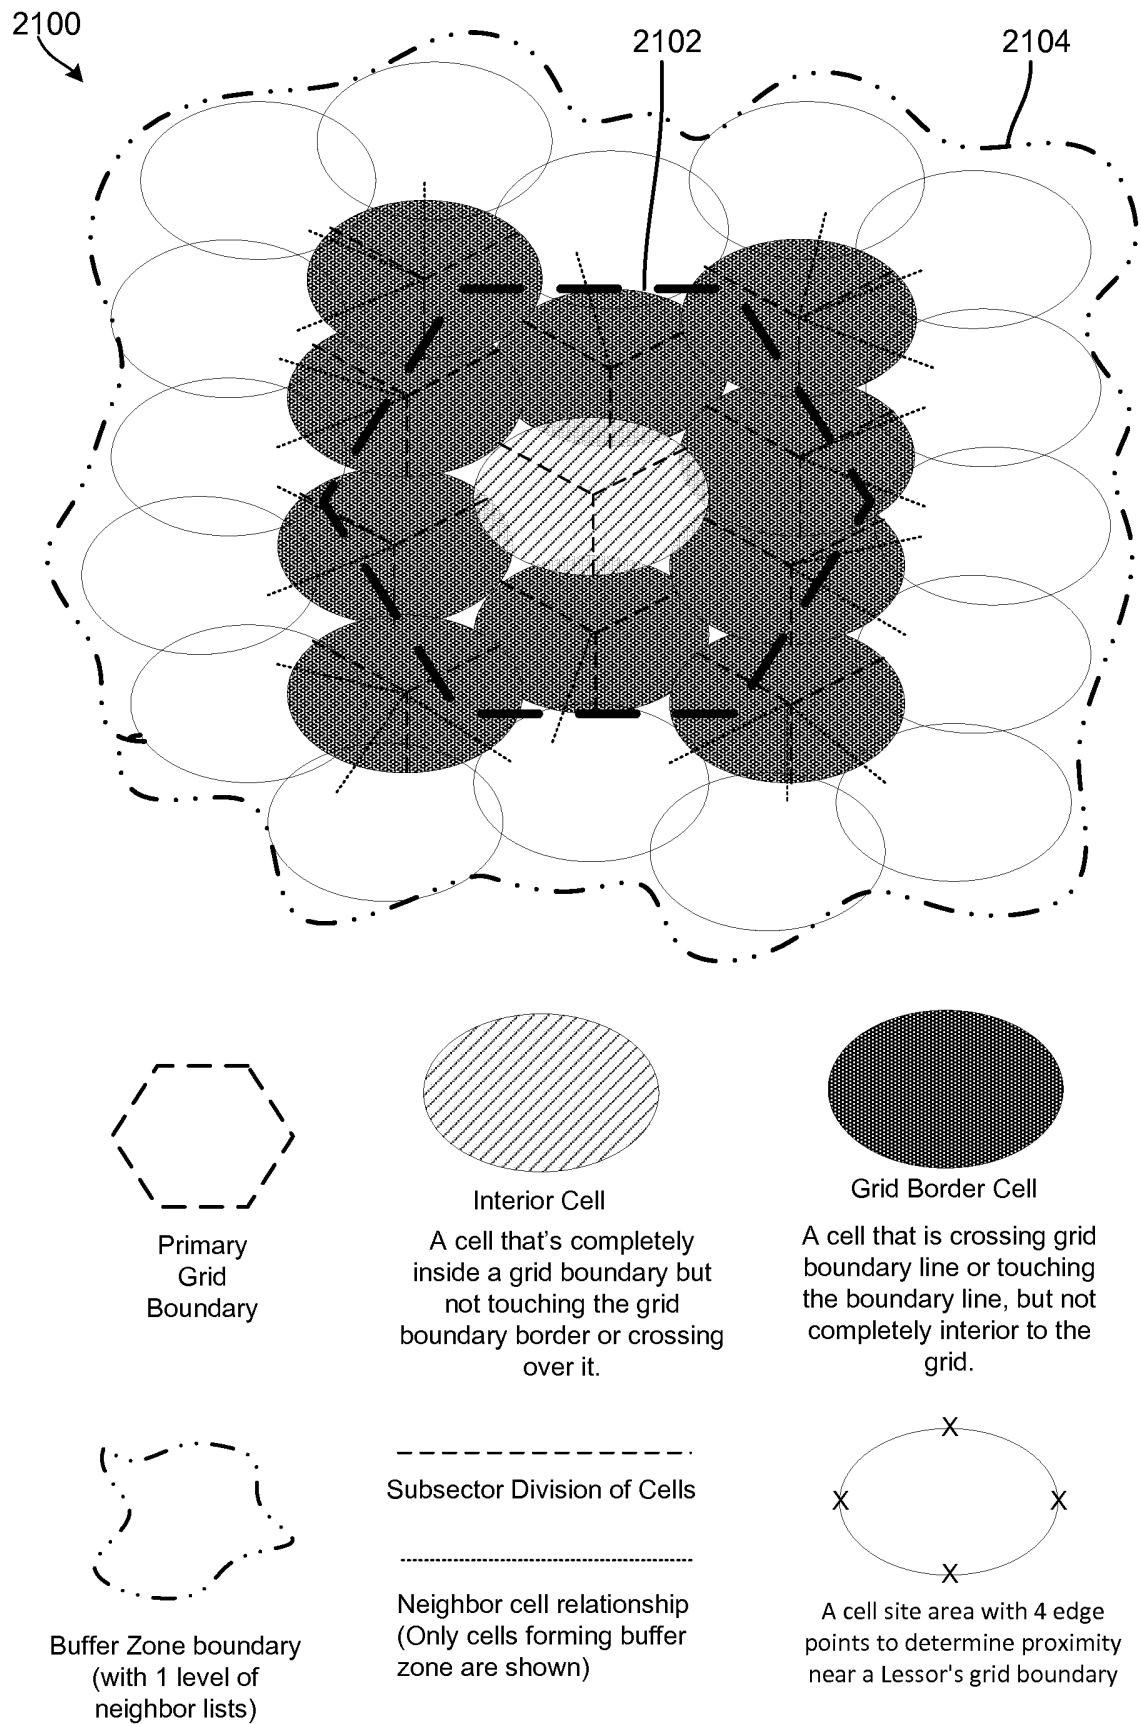 2100
2102
2104
Primary
Grid
Boundary
Interior Cell
A cell that's completely
inside a grid boundary but
not touching the grid
boundary border or crossing
over it.
Grid Border Cell
A cell that is crossing grid
boundary line or touching
the boundary line, but not
completely interior to the
grid.
Buffer Zone boundary
(with 1 level of
neighbor lists)
Subsector Division of Cells
Neighbor cell relationship
(Only cells forming buffer
zone are shown)
X
X
X
X
A cell site area with 4 edge
points to determine proximity
near a Lessor's grid boundary